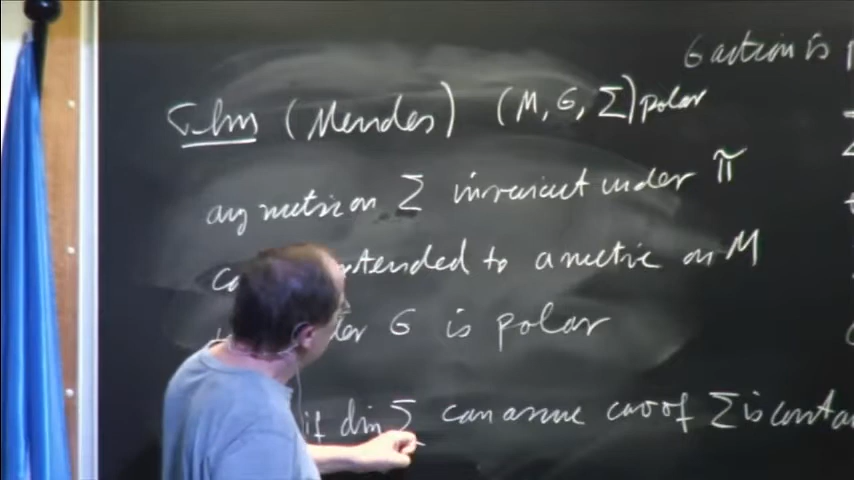 G action is
Thm (Mendes) (M, G, Σ) polar
any metric on Σ invariant under π̃
extended to a metric on M
G is polar
if dim Σ can assume curv of Σ is